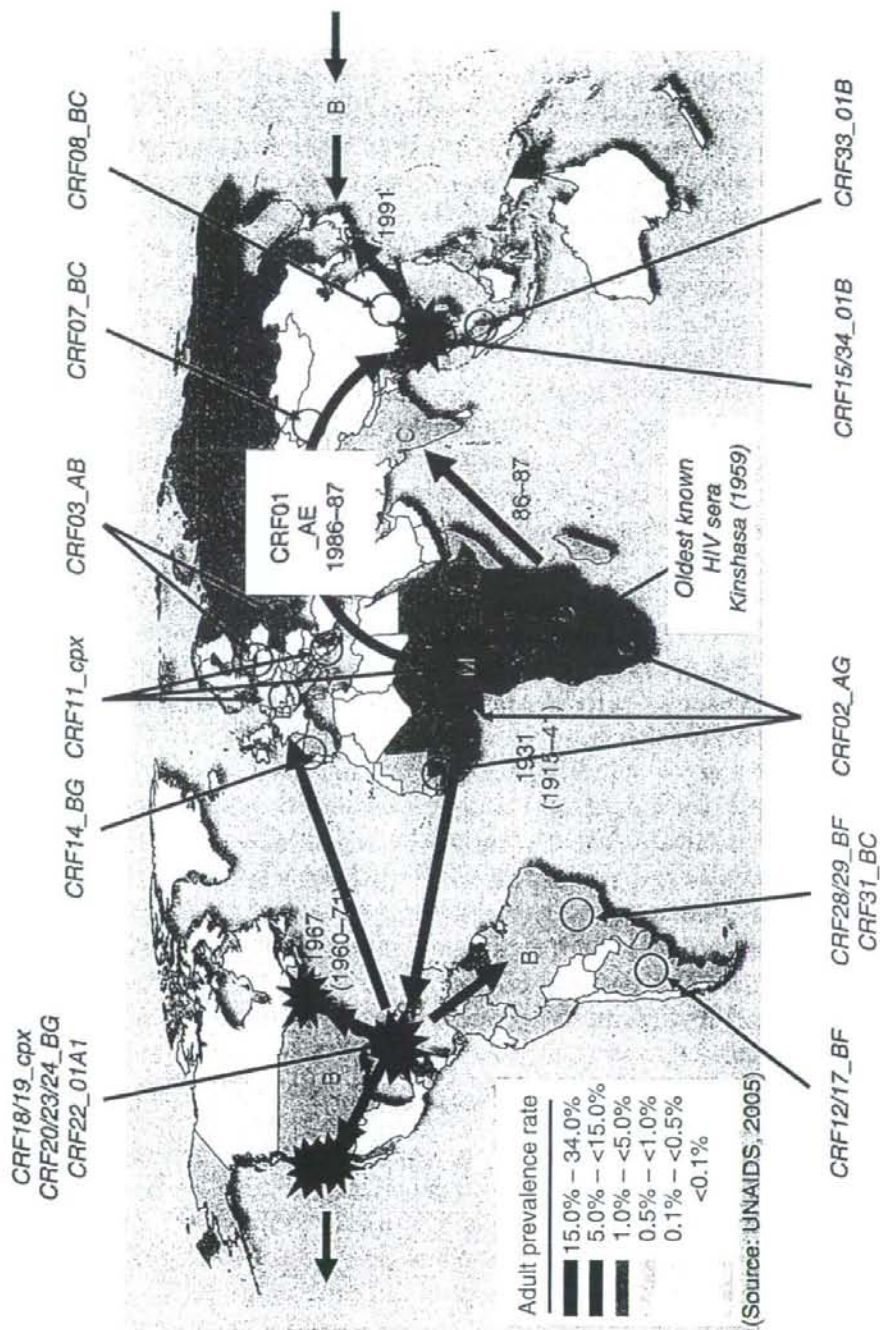 CRF18/19_cpx
CRF20/23/24_BG
CRF22_01A1
CRF14_BG
CRF11_cpx
CRF03_AB
CRF07_BC
CRF08_BC
B
1991
CRF01
_AE
1986–87
C
86–87
M
1967
(1960–71)
B
B
1931
(1915–41)
Oldest known
HIV sera
Kinshasa (1959)
Adult prevalence rate
15.0% – 34.0%
5.0% – <15.0%
1.0% – <5.0%
0.5% – <1.0%
0.1% – <0.5%
<0.1%
(Source: UNAIDS, 2005)
CRF12/17_BF
CRF28/29_BF
CRF31_BC
CRF02_AG
CRF15/34_01B
CRF33_01B